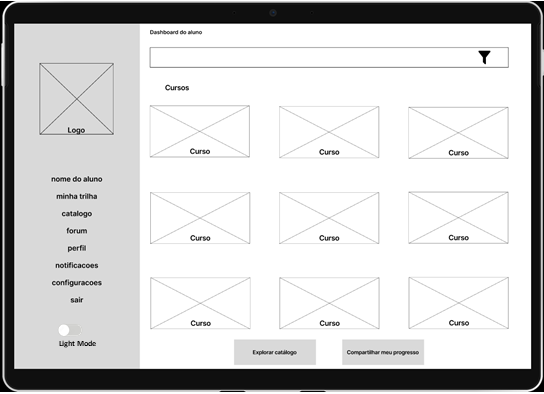 Dashboard do aluno
Logo
nome do aluno
minha trilha
catalogo
forum
perfil
notificacoes
configuracoes
sair
Light Mode
Cursos
Curso
Curso
Curso
Curso
Curso
Curso
Curso
Curso
Curso
Explorar catálogo
Compartilhar meu progresso